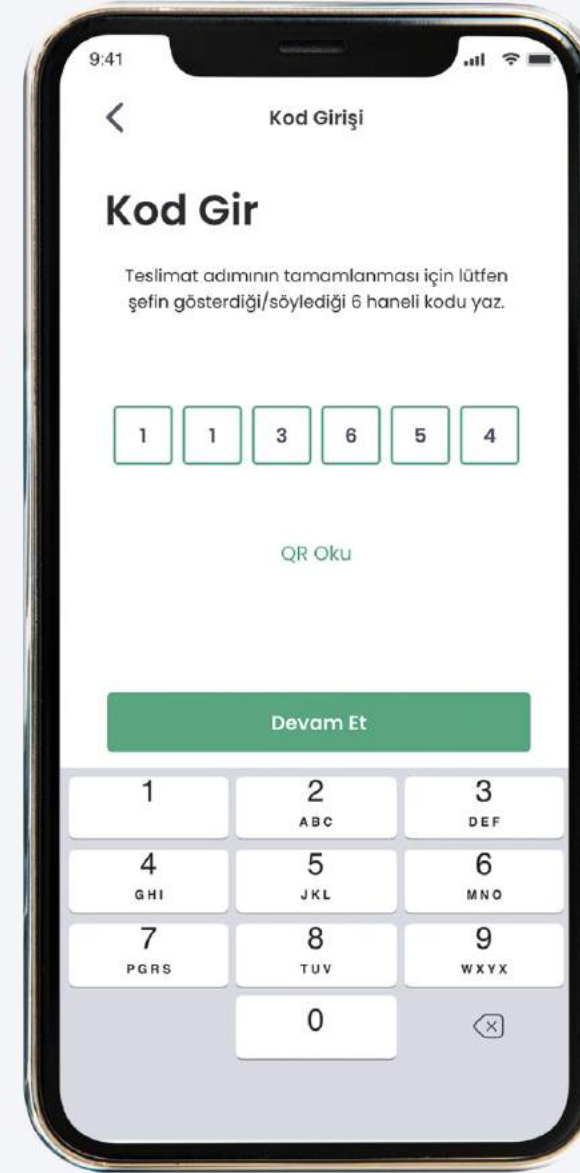 9:41
Kod Girişi
Kod Gir
Teslimat adımının tamamlanması için lütfen
şefin gösterdiği/söylediği 6 haneli kodu yaz.
1 1 3 6 5 4
QR Oku
Devam Et
1 2 3
ABC DEF
4 5 6
GHI JKL MNO
7 8 9
PGRS TUV WXYX
0